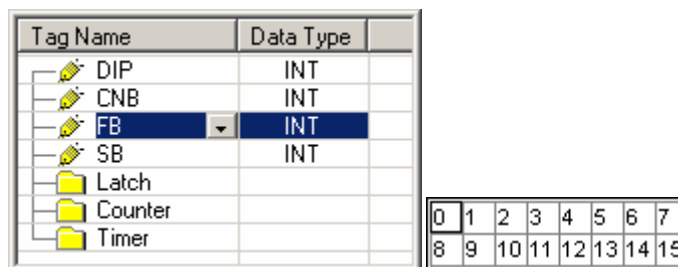 Tag Name Data Type
DIP INT
CNB INT
FB INT
SB INT
Latch
Counter
Timer
0 1 2 3 4 5 6 7
8 9 10 11 12 13 14 15